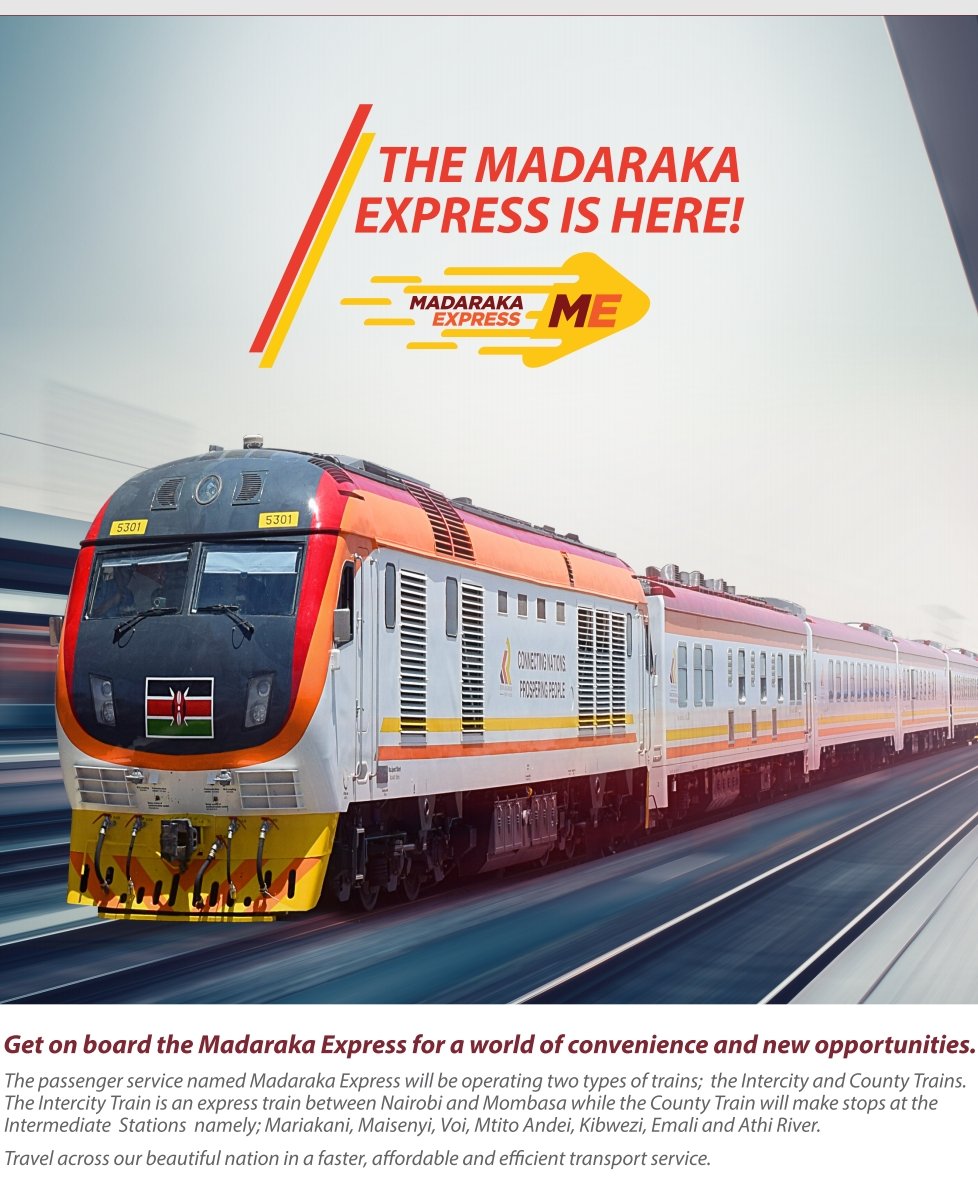 THE MADARAKA
EXPRESS IS HERE!
MADARAKA
EXPRESS
ME
5301
5301
CONNECTING NATIONS
PROSPERING PEOPLE
Get on board the Madaraka Express for a world of convenience and new opportunities.
The passenger service named Madaraka Express will be operating two types of trains; the Intercity and County Trains.
The Intercity Train is an express train between Nairobi and Mombasa while the County Train will make stops at the
Intermediate Stations namely; Mariakani, Maisenyi, Voi, Mtito Andei, Kibwezi, Emali and Athi River.
Travel across our beautiful nation in a faster, affordable and efficient transport service.